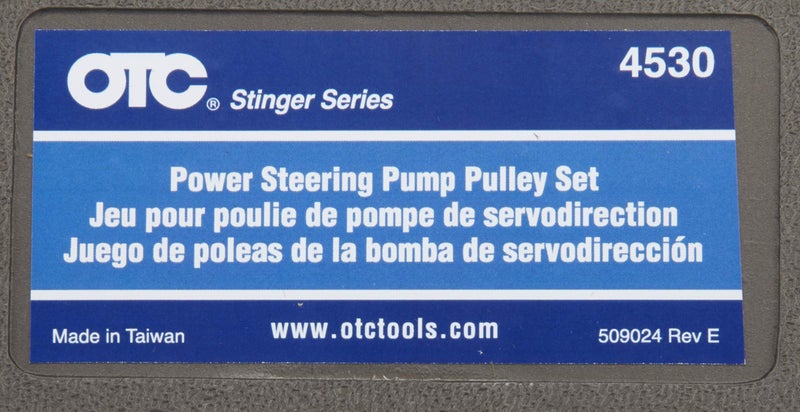 OTC® Stinger Series 4530
Power Steering Pump Pulley Set
Jeu pour poulie de pompe de servodirection
Juego de poleas de la bomba de servodirección
Made in Taiwan www.otctools.com 509024 Rev E